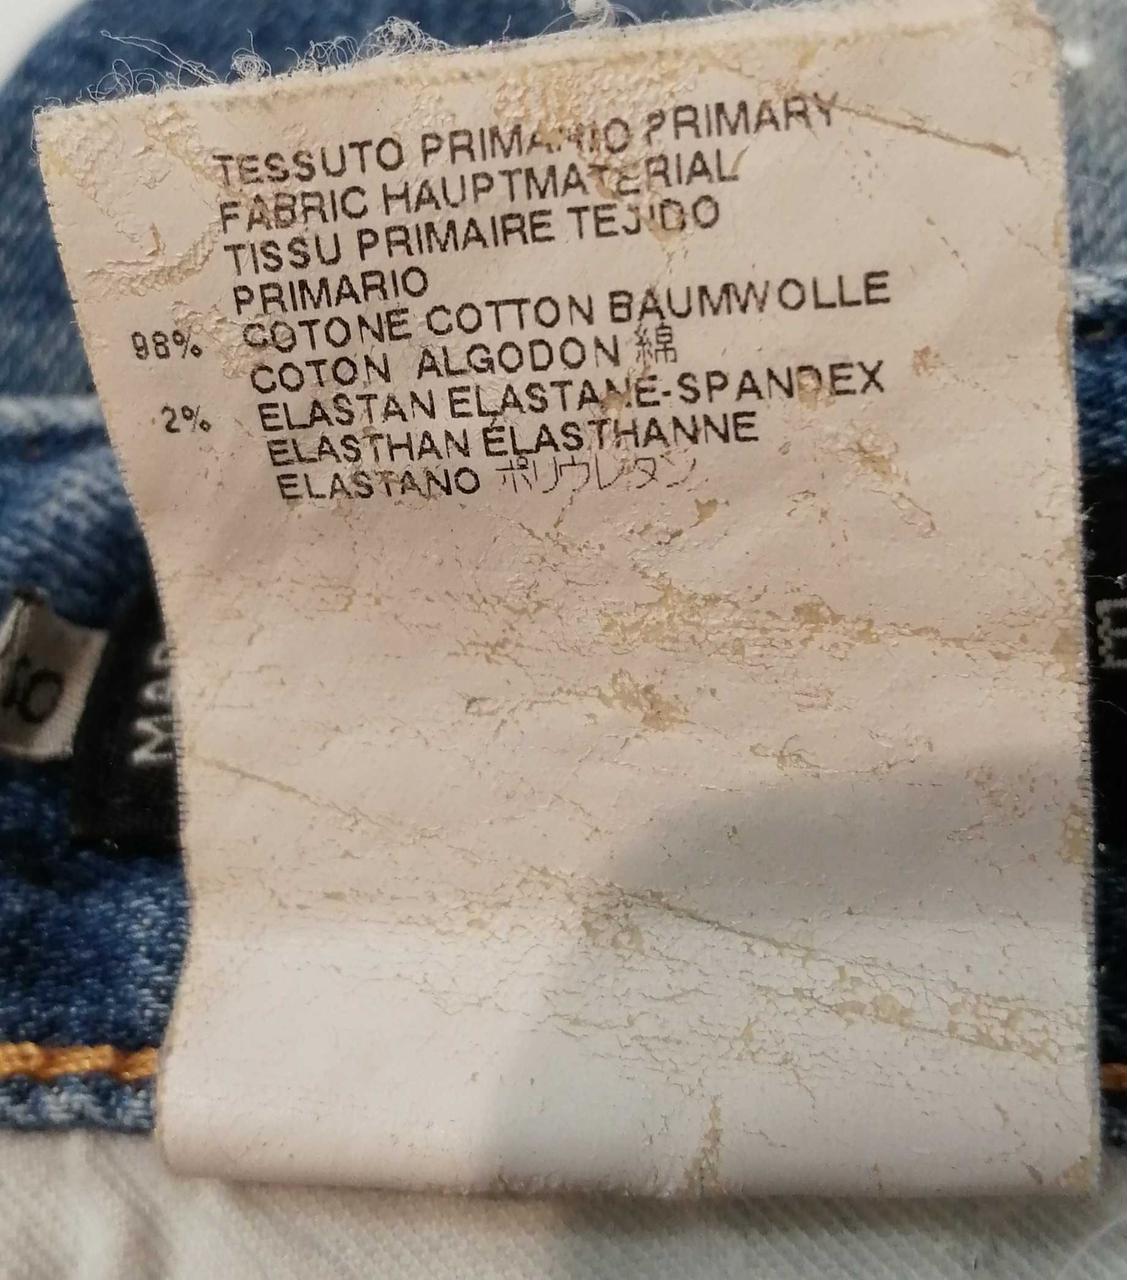 TESSUTO PRIMARIO PRIMARY
FABRIC HAUPTMATERIAL
TISSU PRIMAIRE TEJIDO
PRIMARIO
98% COTONE COTTON BAUMWOLLE
COTON ALGODON 綿
2% ELASTAN ELASTANE-SPANDEX
ELASTHAN ÉLASTHANNE
ELASTANO ポリウレタン